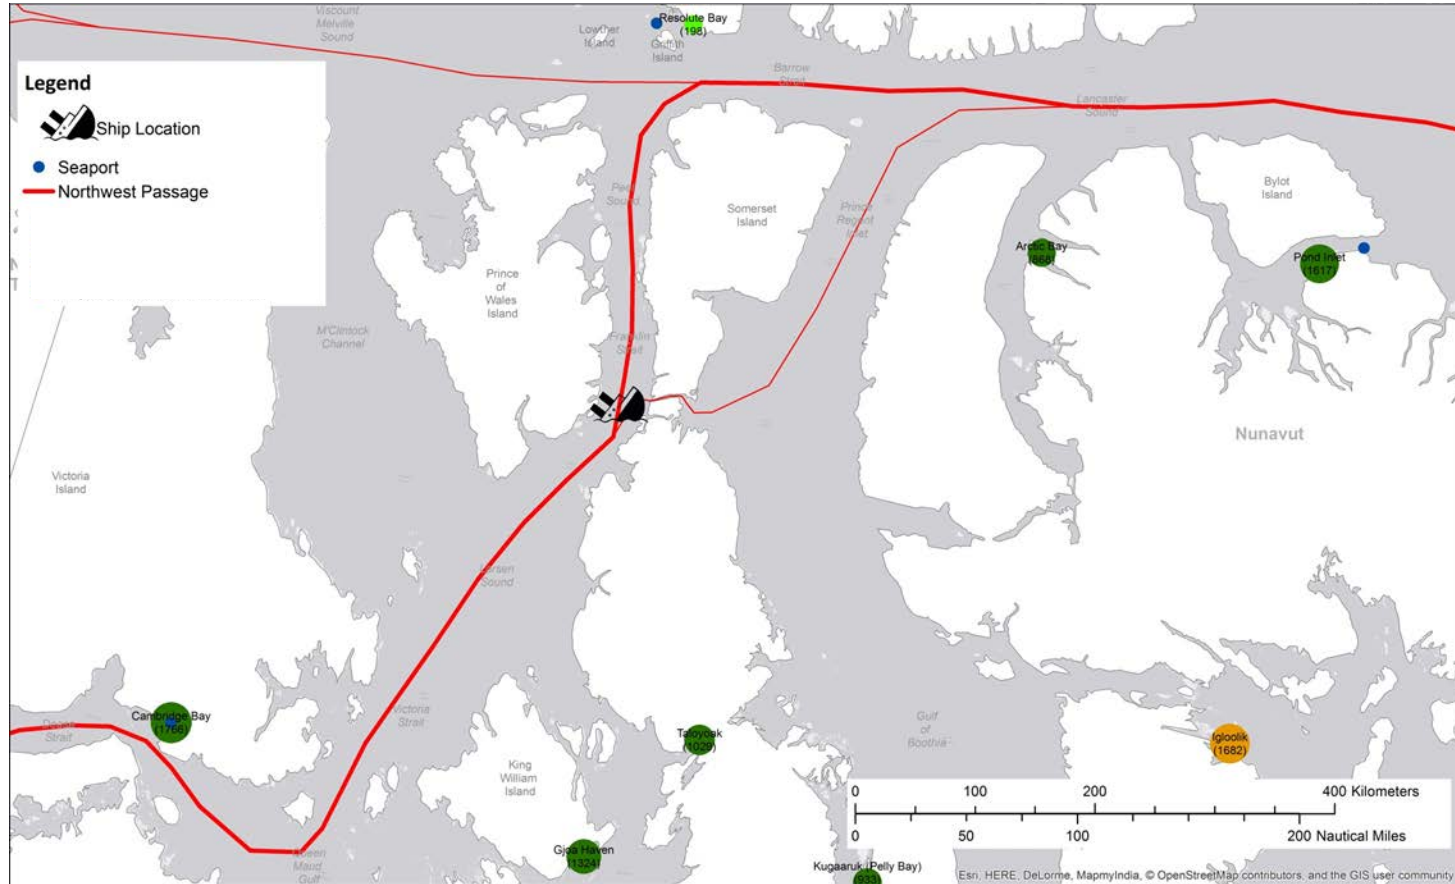 Viscount
Melville
Sound
Lowther
Island
Resolute Bay
(198)
Griffith
Island
Barrow
Strait
Lancaster
Sound
Legend
Ship Location
Seaport
Northwest Passage
Peel
Sound
Somerset
Island
Prince
Regent
Inlet
Bylot
Island
Arctic Bay
(868)
Pond Inlet
(1617)
Prince
of Wales
Island
M'Clintock
Channel
Franklin
Strait
Nunavut
Victoria
Island
Larsen
Sound
Cambridge Bay
(1766)
Dease
Strait
Victoria
Strait
Taloyoak
(1029)
Gulf
of
Boothia
Igloolik
(1682)
King
William
Island
Gjoa Haven
(1324)
Queen
Maud
Gulf
Kugaaruk (Pelly Bay)
(933)
0 100 200 400 Kilometers
0 50 100 200 Nautical Miles
Esri, HERE, DeLorme, MapmyIndia, © OpenStreetMap contributors, and the GIS user community